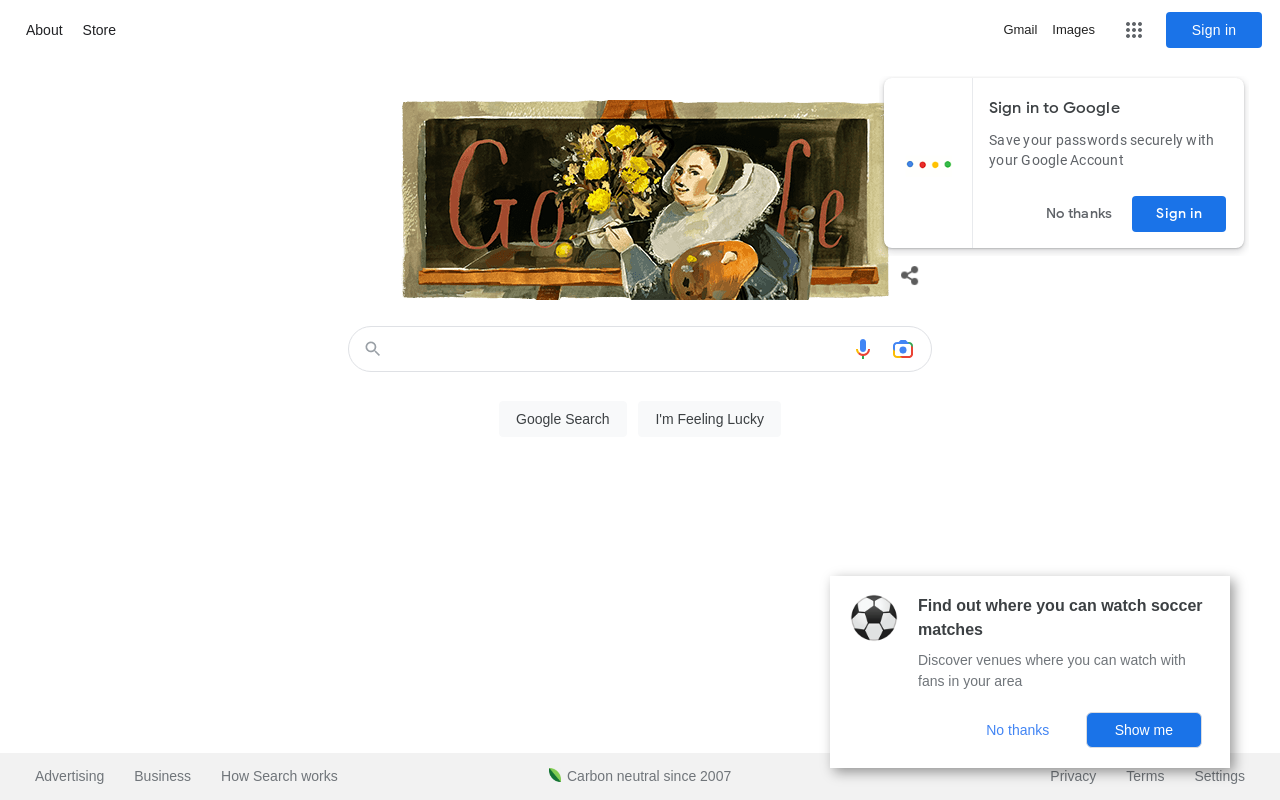 About Store
Gmail Images
Sign in
Google
Sign in to Google
Save your passwords securely with
your Google Account
No thanks
Sign in
Google Search
I'm Feeling Lucky
Find out where you can watch soccer
matches
Discover venues where you can watch with
fans in your area
No thanks
Show me
Advertising Business How Search works
Carbon neutral since 2007
Privacy Terms Settings